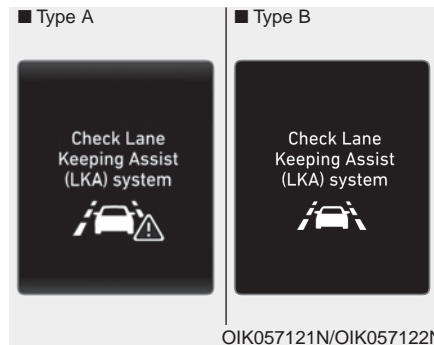 ■ Type A
■ Type B
Check Lane
Keeping Assist
(LKA) system
Check Lane
Keeping Assist
(LKA) system
OIK057121N/OIK057122N